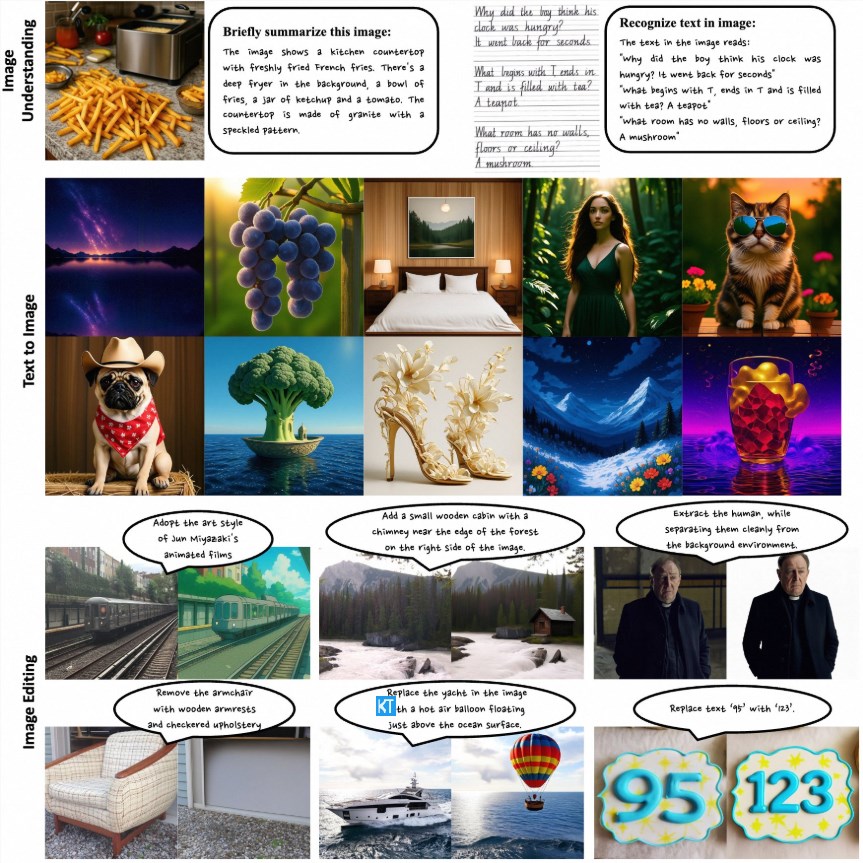 Image
Understanding
Briefly summarize this image:
The image shows a kitchen countertop
with freshly fried French fries. There's a
deep fryer in the background, a bowl of
fries, a jar of ketchup and a tomato. The
countertop is made of granite with a
speckled pattern.
Why did the boy think his
clock was hungry?
It went back for seconds
What begins with T ends in
T and is filled with tea?
A teapot
What room has no walls,
floors or ceiling?
A mushroom
Recognize text in image:
The text in the image reads:
"Why did the boy think his clock was
hungry? It went back for seconds"
"What begins with T, ends in T and is filled
with tea? A teapot"
"What room has no walls, floors or ceiling?
A mushroom"
Text to Image
Image Editing
Adopt the art style
of Jun Miyazaki's
animated films
Add a small wooden cabin with a
chimney near the edge of the forest
on the right side of the image.
Extract the human, while
separating them cleanly from
the background environment.
Remove the armchair
with wooden armrests
and checkered upholstery
Replace the yacht in the image
KT th a hot air balloon floating
just above the ocean surface.
Replace text '95' with '123'.
95
123